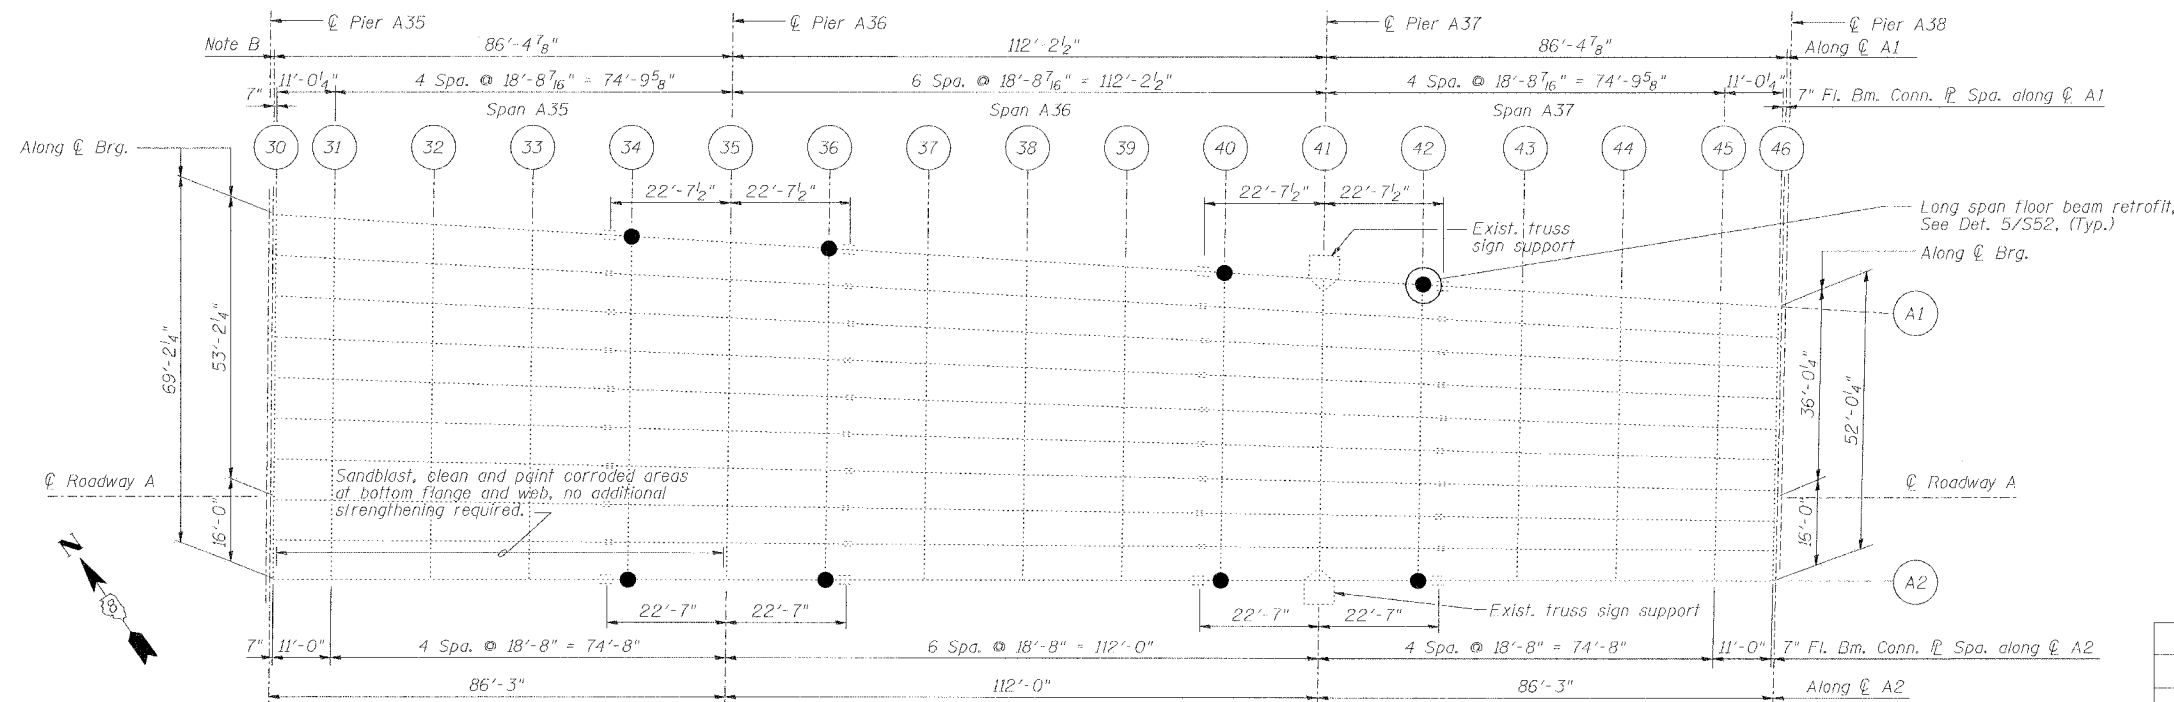 ℄ Pier A35
℄ Pier A36
℄ Pier A37
℄ Pier A38
Note B
86'-4⅞"
112'-2½"
86'-4⅞"
Along ℄ A1
11'-0¼"
4 Spa. @ 18'-8⁷⁄₁₆" = 74'-9⅝"
6 Spa. @ 18'-8⁷⁄₁₆" = 112'-2½"
4 Spa. @ 18'-8⁷⁄₁₆" = 74'-9⅝"
11'-0¼"
7"
Span A35
Span A36
Span A37
7" Fl. Bm. Conn. ⅊ Spa. along ℄ A1
Along ℄ Brg.
30
31
32
33
34
35
36
37
38
39
40
41
42
43
44
45
46
22'-7½"
22'-7½"
22'-7½"
22'-7½"
Long span floor beam retrofit,
See Det. 5/S52, (Typ.)
Exist. truss
sign support
Along ℄ Brg.
A1
69'-2¼"
53'-2¼"
36'-0¼"
52'-0¼"
℄ Roadway A
Sandblast, clean and paint corroded areas
at bottom flange and web, no additional
strengthening required.
℄ Roadway A
16'-0"
16'-0"
N
8
A2
22'-7"
22'-7"
22'-7"
22'-7"
Exist. truss sign support
7"
11'-0"
4 Spa. @ 18'-8" = 74'-8"
6 Spa. @ 18'-8" = 112'-0"
4 Spa. @ 18'-8" = 74'-8"
11'-0"
7" Fl. Bm. Conn. ⅊ Spa. along ℄ A2
86'-3"
112'-0"
86'-3"
Along ℄ A2